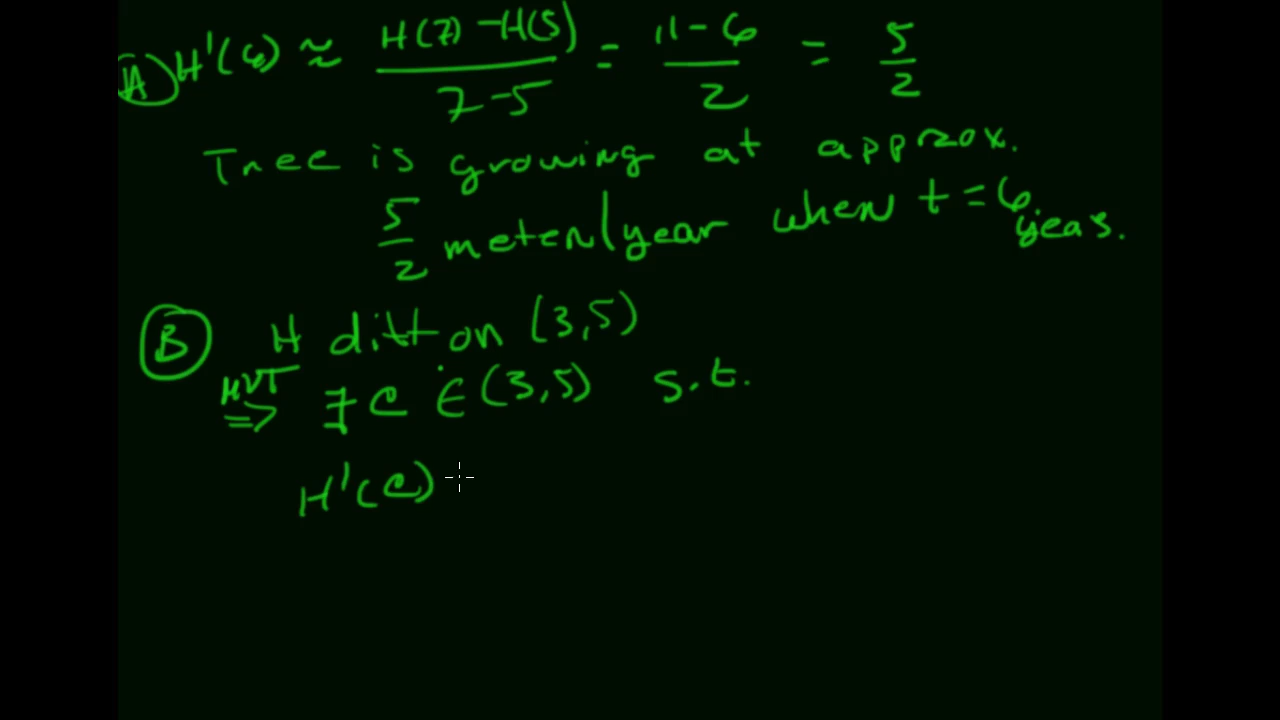 A H'(6) ≈ H(7) - H(5) / 7 - 5 = 11 - 6 / 2 = 5 / 2
Tree is growing at approx.
5/2 meter/year when t = 6 years.
B H diff on (3,5)
MVT ⇒ ∃ c ∈ (3,5) s.t.
H'(c)